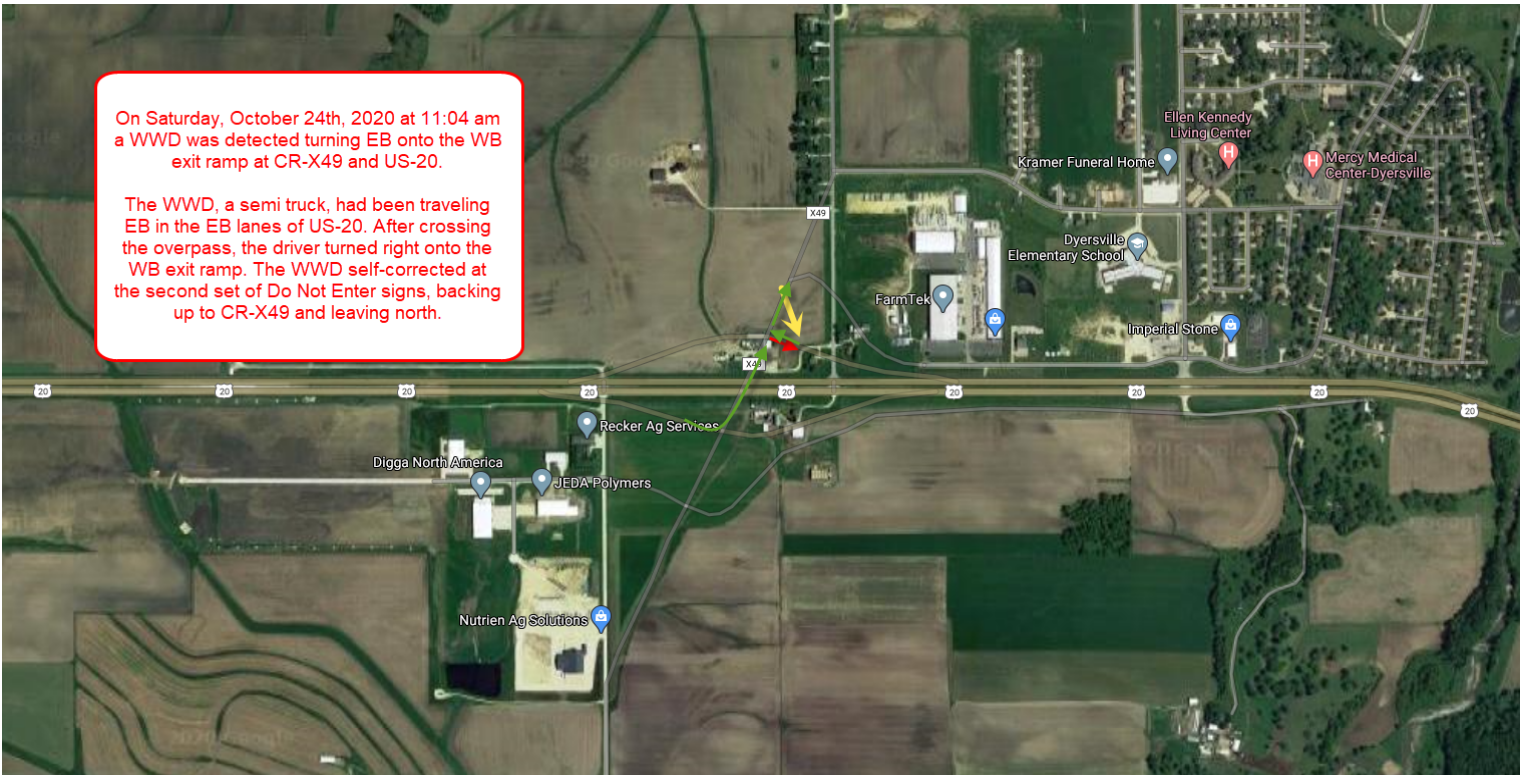 On Saturday, October 24th, 2020 at 11:04 am
a WWD was detected turning EB onto the WB
exit ramp at CR-X49 and US-20.
The WWD, a semi truck, had been traveling
EB in the EB lanes of US-20. After crossing
the overpass, the driver turned right onto the
WB exit ramp. The WWD self-corrected at
the second set of Do Not Enter signs, backing
up to CR-X49 and leaving north.
Ellen Kennedy
Living Center
Kramer Funeral Home
Mercy Medical
Center-Dyersville
X49
Dyersville
Elementary School
FarmTek
Imperial Stone
X49
20
20
20
20
20
20
20
20
20
Recker Ag Services
Digga North America
JEDA Polymers
Nutrien Ag Solutions